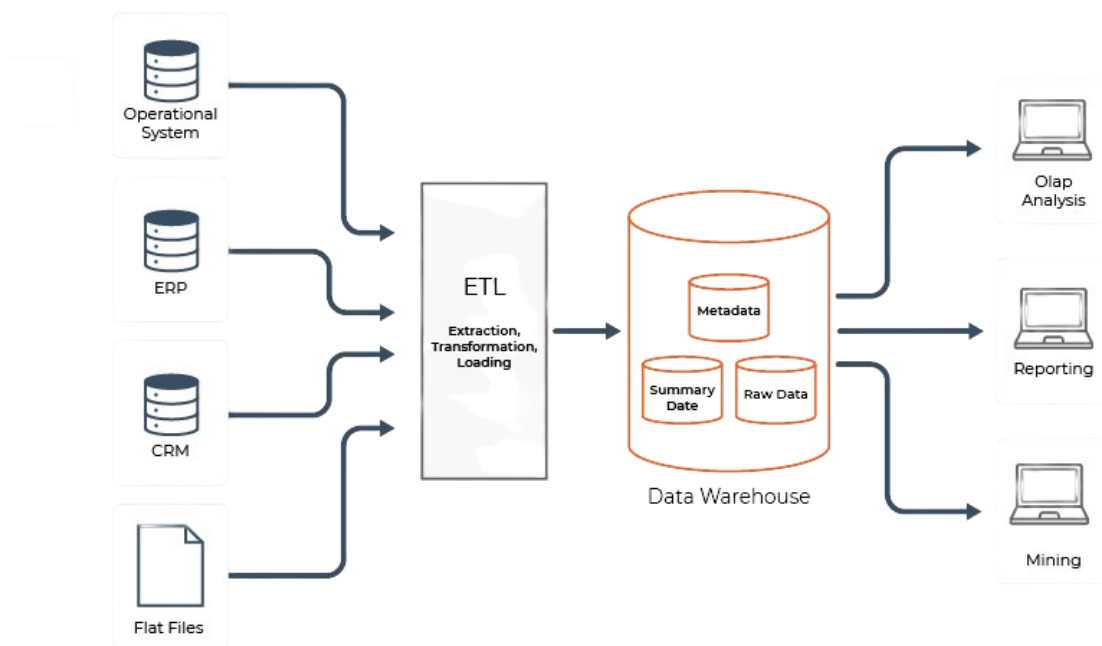 Operational
System
ERP
CRM
Flat Files
ETL
Extraction,
Transformation,
Loading
Metadata
Summary
Date
Raw Data
Data Warehouse
Olap
Analysis
Reporting
Mining